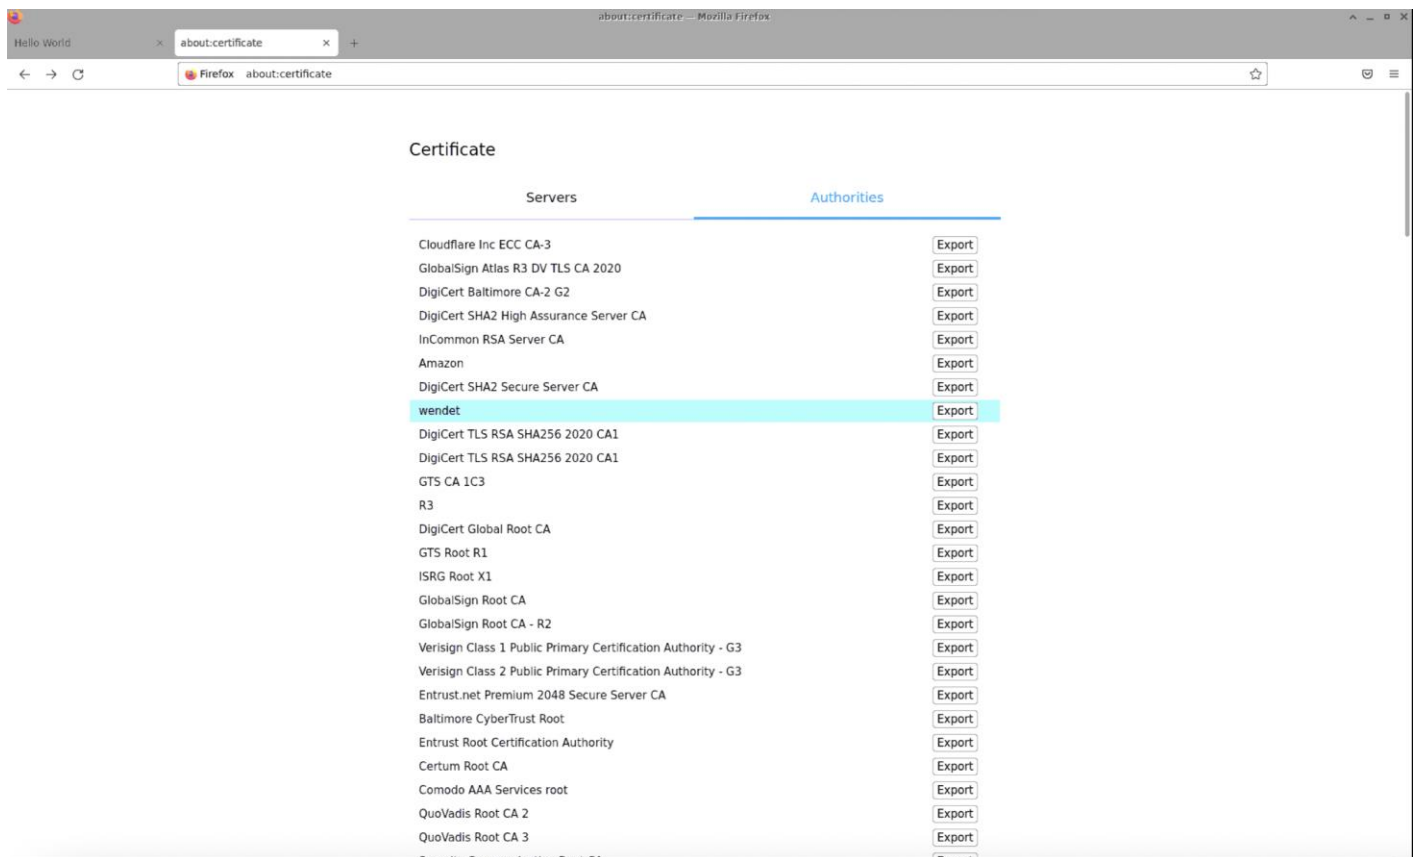 about:certificate — Mozilla Firefox
Hello World
about:certificate
Firefox about:certificate
Certificate
Servers Authorities
Cloudflare Inc ECC CA-3 Export
GlobalSign Atlas R3 DV TLS CA 2020 Export
DigiCert Baltimore CA-2 G2 Export
DigiCert SHA2 High Assurance Server CA Export
InCommon RSA Server CA Export
Amazon Export
DigiCert SHA2 Secure Server CA Export
wendet Export
DigiCert TLS RSA SHA256 2020 CA1 Export
DigiCert TLS RSA SHA256 2020 CA1 Export
GTS CA 1C3 Export
R3 Export
DigiCert Global Root CA Export
GTS Root R1 Export
ISRG Root X1 Export
GlobalSign Root CA Export
GlobalSign Root CA - R2 Export
Verisign Class 1 Public Primary Certification Authority - G3 Export
Verisign Class 2 Public Primary Certification Authority - G3 Export
Entrust.net Premium 2048 Secure Server CA Export
Baltimore CyberTrust Root Export
Entrust Root Certification Authority Export
Certum Root CA Export
Comodo AAA Services root Export
QuoVadis Root CA 2 Export
QuoVadis Root CA 3 Export